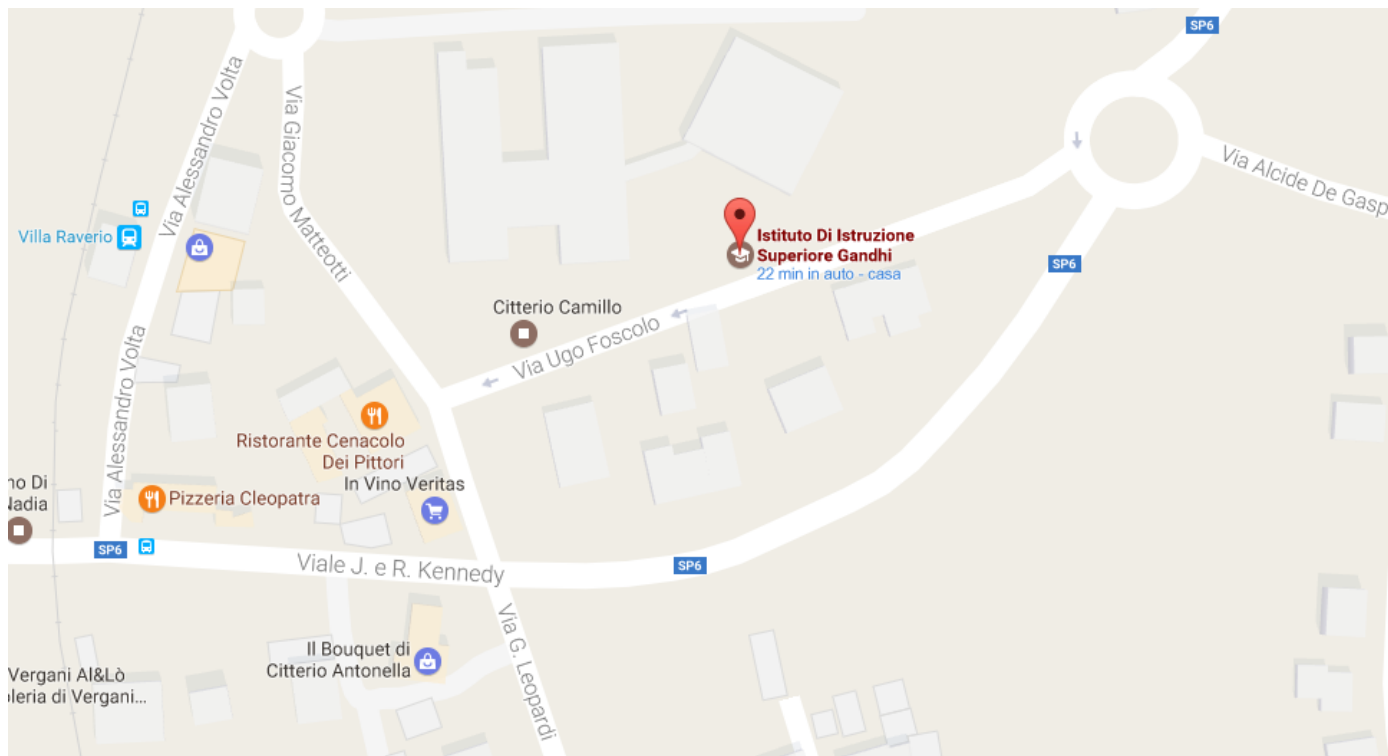 SP6
Via Alessandro Volta
Via Giacomo Matteotti
Via Alcide De Gasp
Villa Raverio
Istituto Di Istruzione
Superiore Gandhi
22 min in auto - casa
SP6
Citterio Camillo
Via Ugo Foscolo
Via Alessandro Volta
Ristorante Cenacolo
Dei Pittori
In Vino Veritas
no Di
Nadia
Pizzeria Cleopatra
SP6
Viale J. e R. Kennedy
SP6
Via G. Leopardi
Il Bouquet di
Citterio Antonella
Vergani Al&Lò
oleria di Vergani...